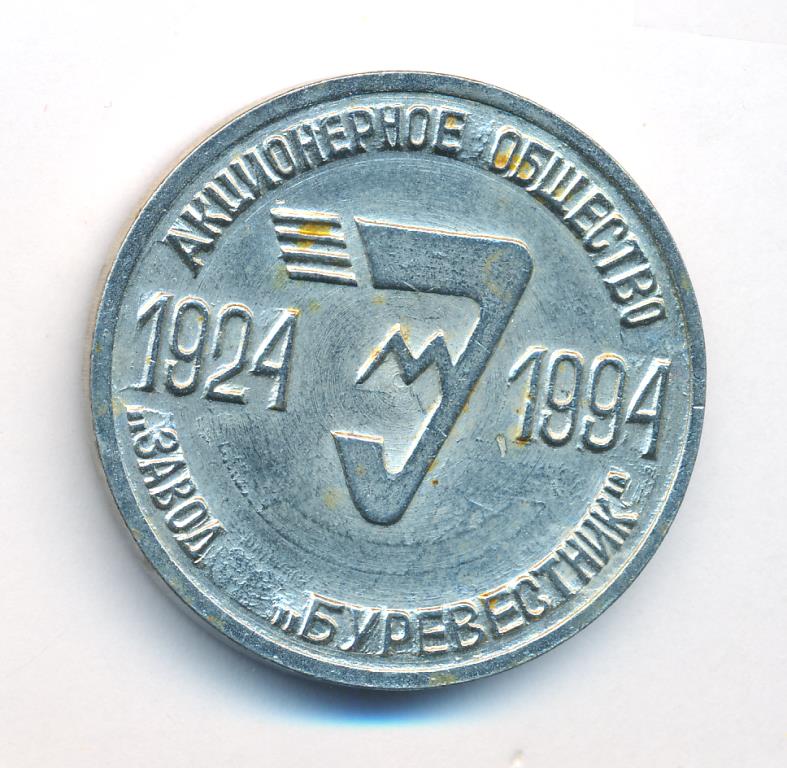 АКЦИОНЕРНОЕ ОБЩЕСТВО
1924
1994
„ЗАВОД
„БУРЕВЕСТНИК"